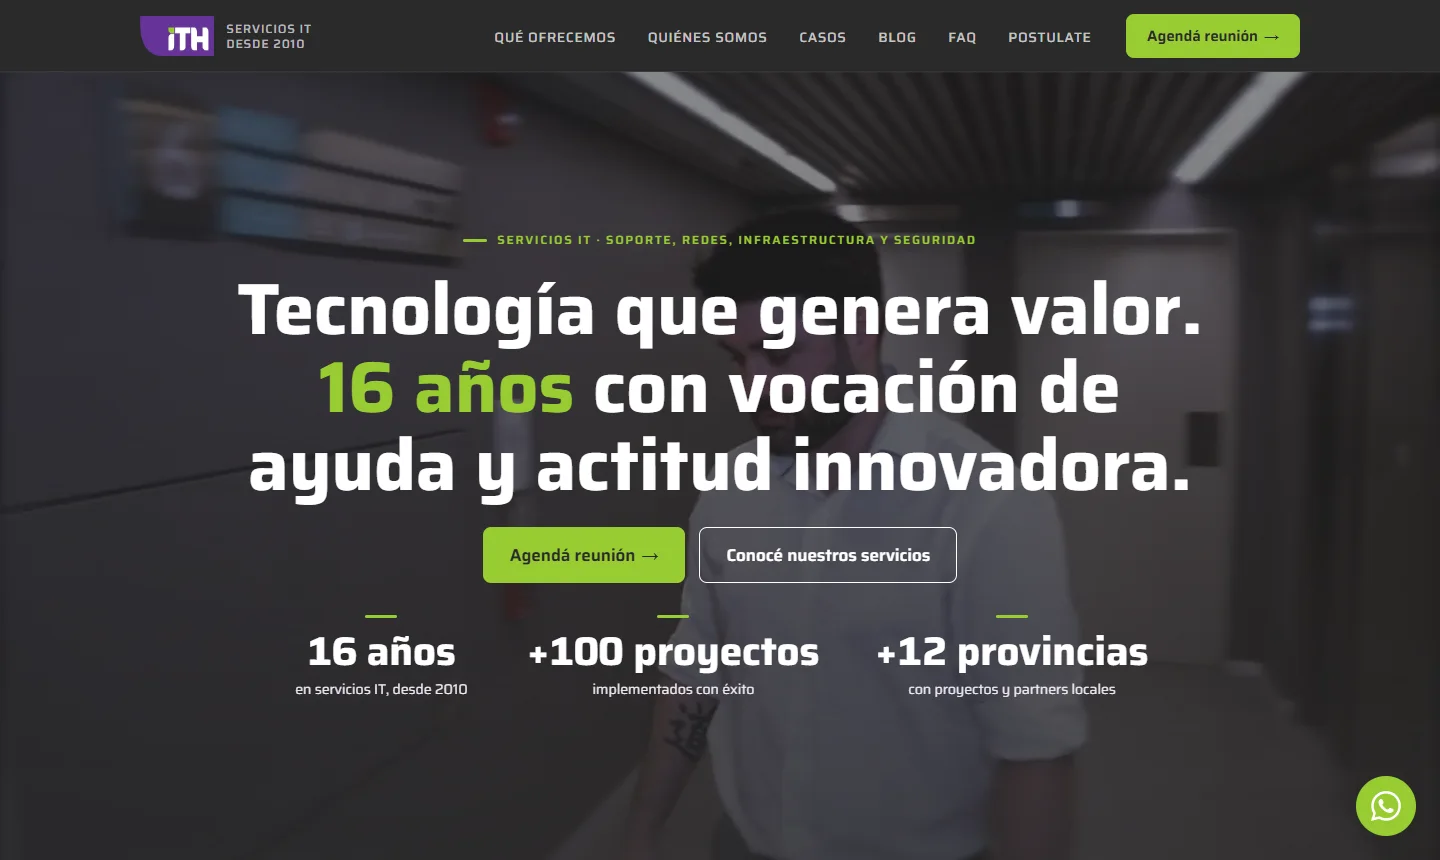 iTH
SERVICIOS IT
DESDE 2010
QUÉ OFRECEMOS
QUIÉNES SOMOS
CASOS
BLOG
FAQ
POSTULATE
Agendá reunión →
6
SERVICIOS IT · SOPORTE, REDES, INFRAESTRUCTURA Y SEGURIDAD
Tecnología que genera valor.
16 años con vocación de
ayuda y actitud innovadora.
Agendá reunión →
Conocé nuestros servicios
16 años
en servicios IT, desde 2010
+100 proyectos
implementados con éxito
+12 provincias
con proyectos y partners locales